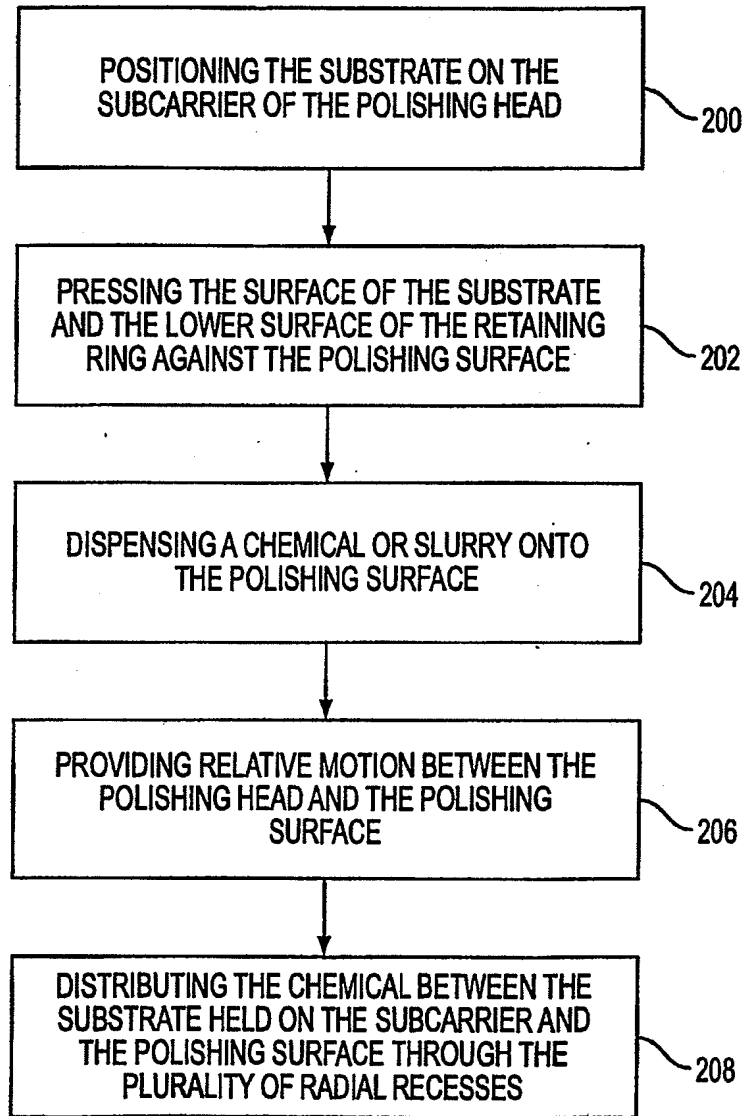 POSITIONING THE SUBSTRATE ON THE
SUBCARRIER OF THE POLISHING HEAD
200
PRESSING THE SURFACE OF THE SUBSTRATE
AND THE LOWER SURFACE OF THE RETAINING
RING AGAINST THE POLISHING SURFACE
202
DISPENSING A CHEMICAL OR SLURRY ONTO
THE POLISHING SURFACE
204
PROVIDING RELATIVE MOTION BETWEEN THE
POLISHING HEAD AND THE POLISHING
SURFACE
206
DISTRIBUTING THE CHEMICAL BETWEEN THE
SUBSTRATE HELD ON THE SUBCARRIER AND
THE POLISHING SURFACE THROUGH THE
PLURALITY OF RADIAL RECESSES
208